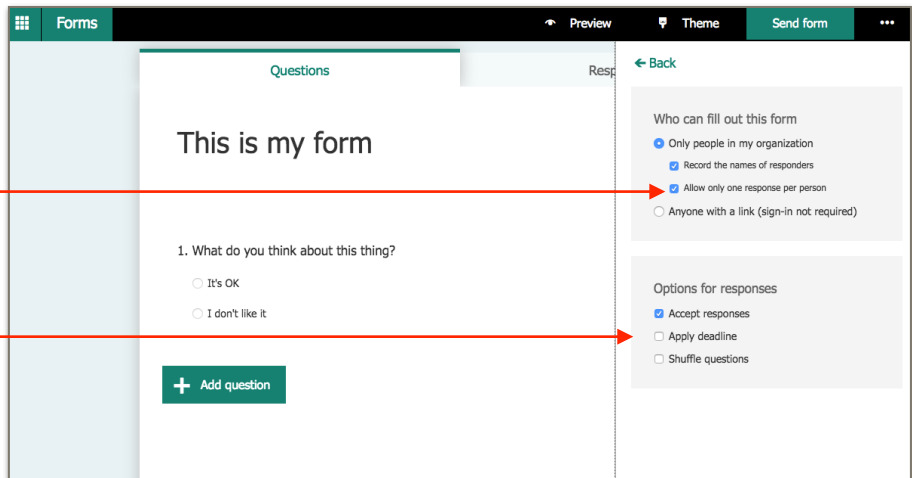 Forms
Preview
Theme
Send form
•••
Questions
Resp
← Back
This is my form
Who can fill out this form
Only people in my organization
Record the names of responders
Allow only one response per person
Anyone with a link (sign-in not required)
1. What do you think about this thing?
It's OK
I don't like it
Options for responses
Accept responses
Apply deadline
Shuffle questions
+ Add question